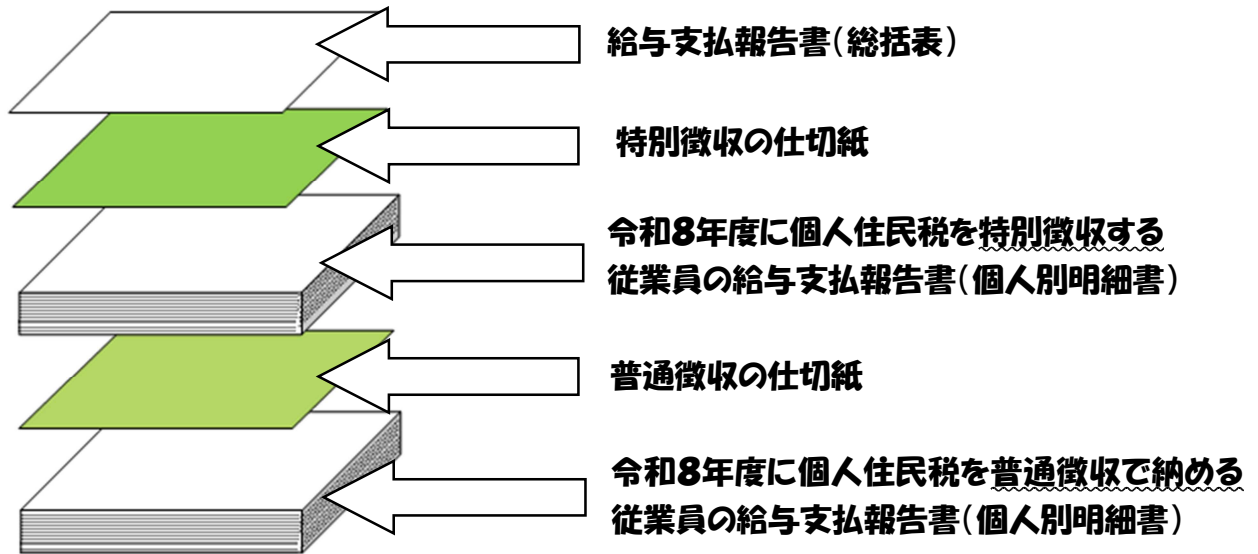 給与支払報告書(総括表)
特別徴収の仕切紙
令和8年度に個人住民税を特別徴収する
従業員の給与支払報告書(個人別明細書)
普通徴収の仕切紙
令和8年度に個人住民税を普通徴収で納める
従業員の給与支払報告書(個人別明細書)